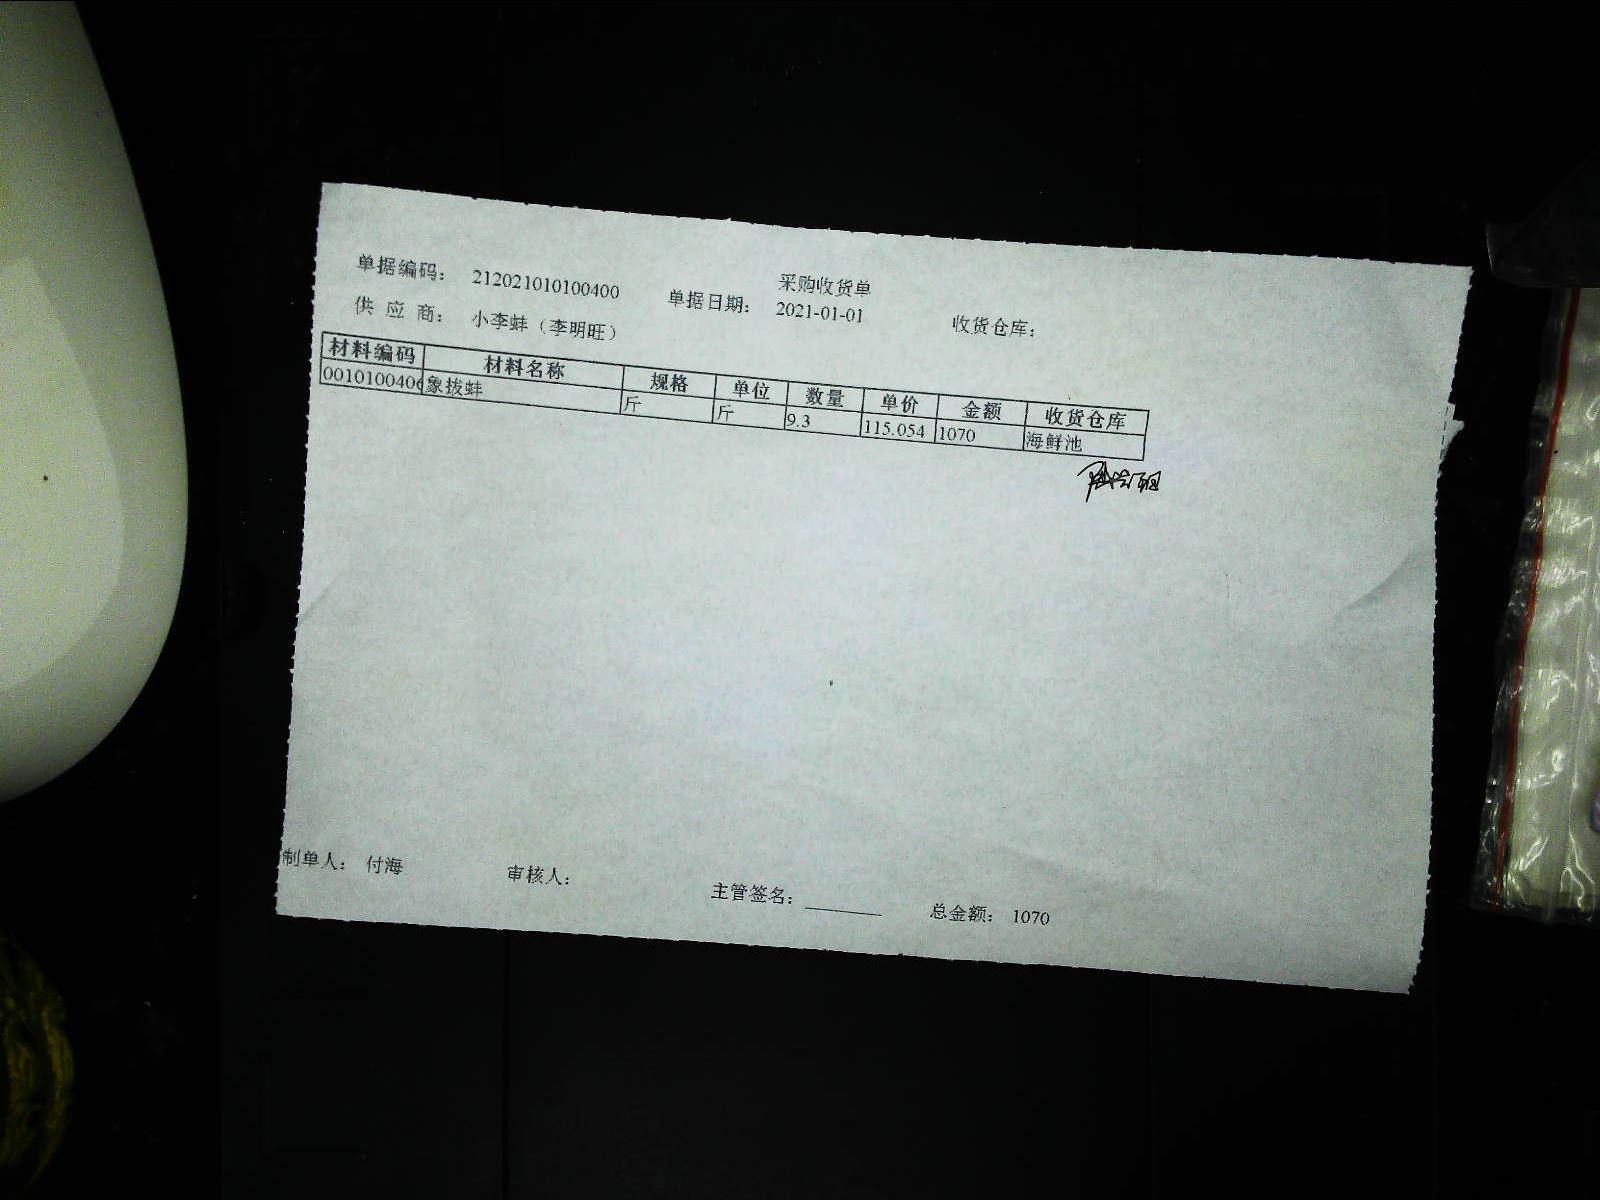 采购收货单
单据编码： 212021010100400 单据日期： 2021-01-01 收货仓库：
供 应 商： 小李蚌（李明旺）
材料编码 材料名称 规格 单位 数量 单价 金额 收货仓库
0010100406 象拔蚌 斤 斤 9.3 115.054 1070 海鲜池
制单人： 付海 审核人： 主管签名： 总金额： 1070